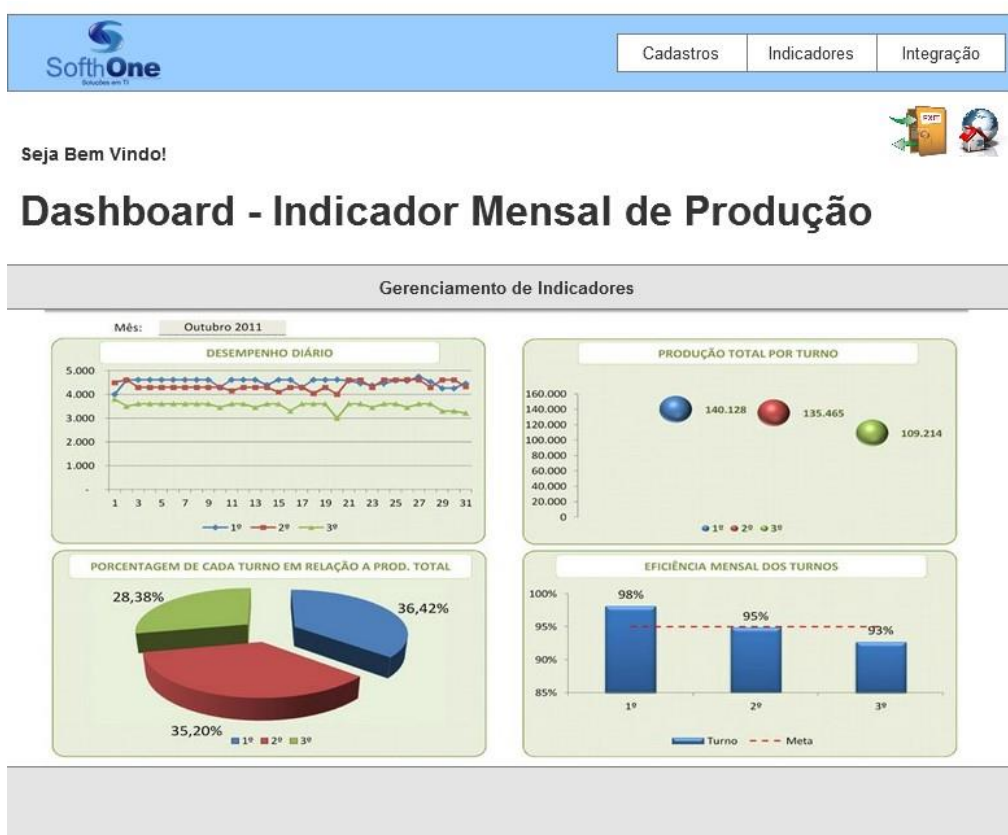 SofthOne
Soluções em TI
Cadastros Indicadores Integração
EXIT
Seja Bem Vindo!
Dashboard - Indicador Mensal de Produção
Gerenciamento de Indicadores
Mês: Outubro 2011
DESEMPENHO DIÁRIO
5.000
4.000
3.000
2.000
1.000
-
1 3 5 7 9 11 13 15 17 19 21 23 25 27 29 31
1º 2º 3º
PRODUÇÃO TOTAL POR TURNO
160.000
140.000
120.000
100.000
80.000
60.000
40.000
20.000
0
140.128 135.465 109.214
1º 2º 3º
PORCENTAGEM DE CADA TURNO EM RELAÇÃO A PROD. TOTAL
28,38%
36,42%
35,20%
1º 2º 3º
EFICIÊNCIA MENSAL DOS TURNOS
100%
95%
90%
85%
98%
95%
93%
1º 2º 3º
Turno Meta